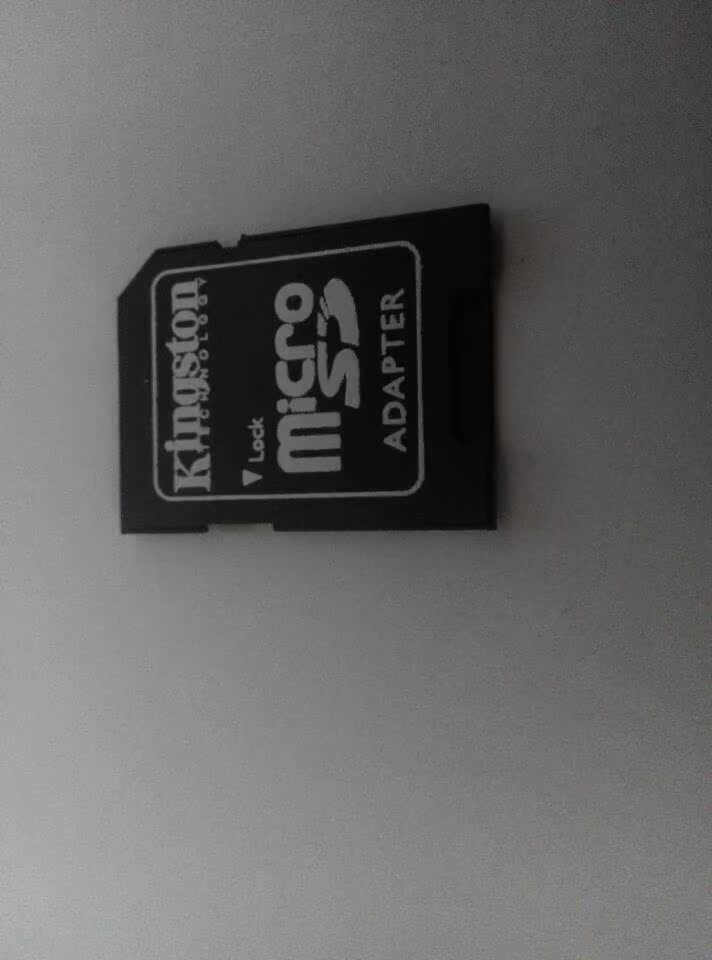 Kingston
TECHNOLOGY
▼ Lock
micro
SD
ADAPTER